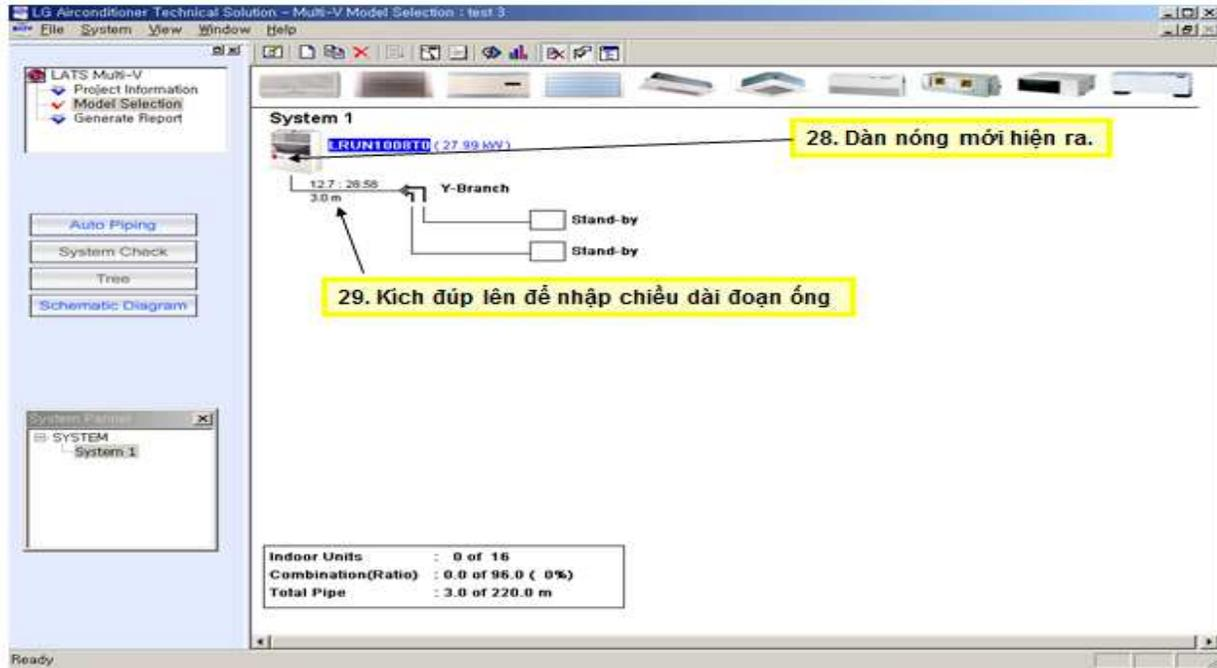 LG Airconditioner Technical Solution - Multi-V Model Selection : test 3
File System View Window Help
LATS Multi-V
Project Information
Model Selection
Generate Report
System 1
LRUN1008T0 ( 27.99 kW )
28. Dàn nóng mới hiện ra.
12.7 : 28.58
3.0 m
Y-Branch
Stand-by
Stand-by
Auto Piping
System Check
Tree
Schematic Diagram
29. Kích đúp lên để nhập chiều dài đoạn ống
System Pannel
SYSTEM
System 1
Indoor Units : 0 of 16
Combination(Ratio) : 0.0 of 96.0 ( 0%)
Total Pipe : 3.0 of 220.0 m
Ready